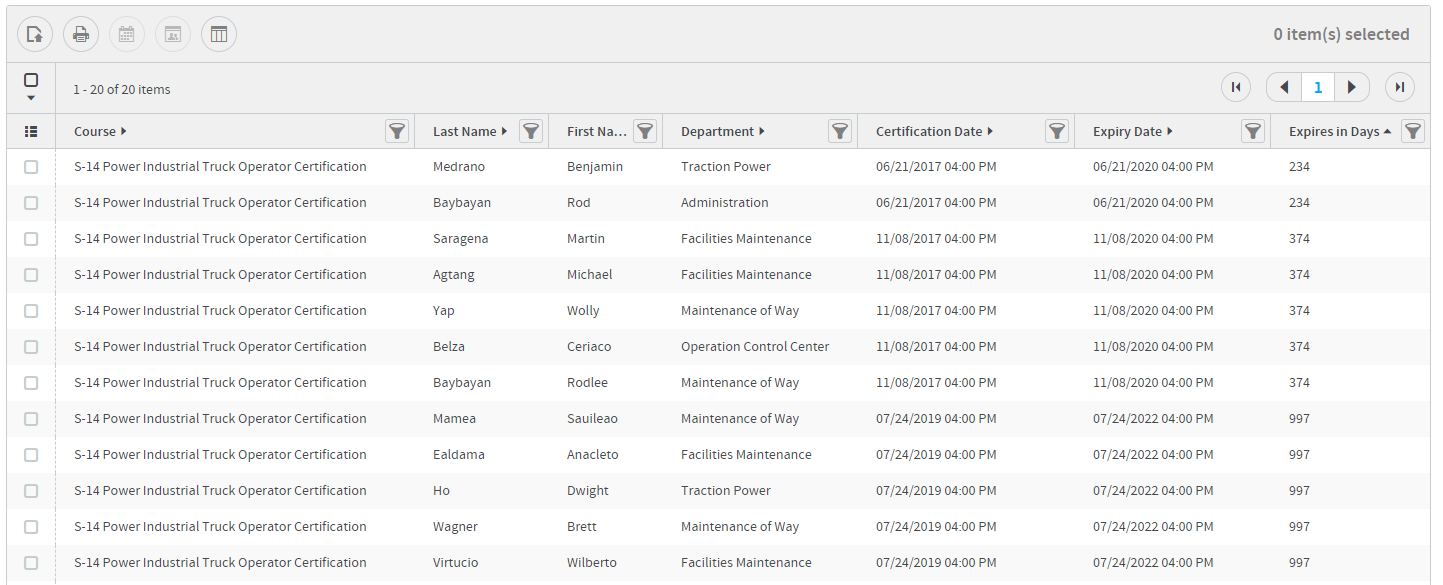 0 item(s) selected
1 - 20 of 20 items 1
Course Last Name First Na... Department Certification Date Expiry Date Expires in Days
S-14 Power Industrial Truck Operator Certification Medrano Benjamin Traction Power 06/21/2017 04:00 PM 06/21/2020 04:00 PM 234
S-14 Power Industrial Truck Operator Certification Baybayan Rod Administration 06/21/2017 04:00 PM 06/21/2020 04:00 PM 234
S-14 Power Industrial Truck Operator Certification Saragena Martin Facilities Maintenance 11/08/2017 04:00 PM 11/08/2020 04:00 PM 374
S-14 Power Industrial Truck Operator Certification Agtang Michael Facilities Maintenance 11/08/2017 04:00 PM 11/08/2020 04:00 PM 374
S-14 Power Industrial Truck Operator Certification Yap Wolly Maintenance of Way 11/08/2017 04:00 PM 11/08/2020 04:00 PM 374
S-14 Power Industrial Truck Operator Certification Belza Ceriaco Operation Control Center 11/08/2017 04:00 PM 11/08/2020 04:00 PM 374
S-14 Power Industrial Truck Operator Certification Baybayan Rodlee Maintenance of Way 11/08/2017 04:00 PM 11/08/2020 04:00 PM 374
S-14 Power Industrial Truck Operator Certification Mamea Sauileao Maintenance of Way 07/24/2019 04:00 PM 07/24/2022 04:00 PM 997
S-14 Power Industrial Truck Operator Certification Ealdama Anacleto Facilities Maintenance 07/24/2019 04:00 PM 07/24/2022 04:00 PM 997
S-14 Power Industrial Truck Operator Certification Ho Dwight Traction Power 07/24/2019 04:00 PM 07/24/2022 04:00 PM 997
S-14 Power Industrial Truck Operator Certification Wagner Brett Maintenance of Way 07/24/2019 04:00 PM 07/24/2022 04:00 PM 997
S-14 Power Industrial Truck Operator Certification Virtucio Wilberto Facilities Maintenance 07/24/2019 04:00 PM 07/24/2022 04:00 PM 997